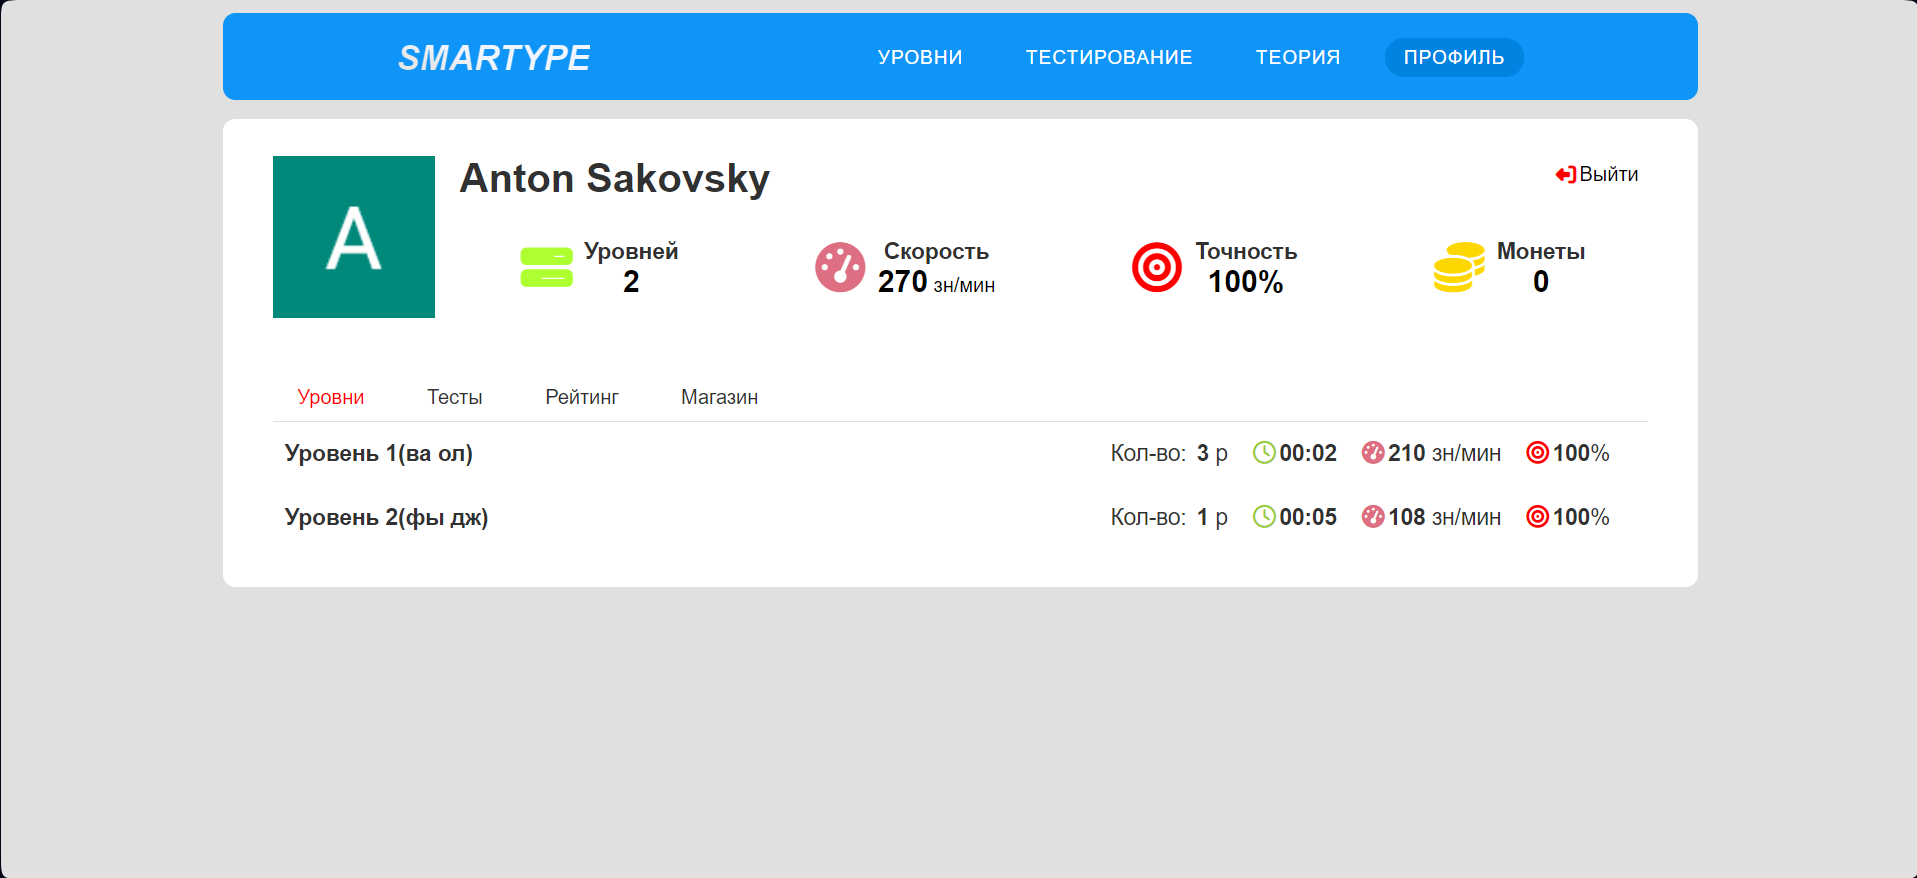 SMARTYPE УРОВНИ ТЕСТИРОВАНИЕ ТЕОРИЯ ПРОФИЛЬ
A
Anton Sakovsky
Выйти
Уровней
2
Скорость
270 зн/мин
Точность
100%
Монеты
0
Уровни Тесты Рейтинг Магазин
Уровень 1(ва ол) Кол-во: 3 р 00:02 210 зн/мин 100%
Уровень 2(фы дж) Кол-во: 1 р 00:05 108 зн/мин 100%